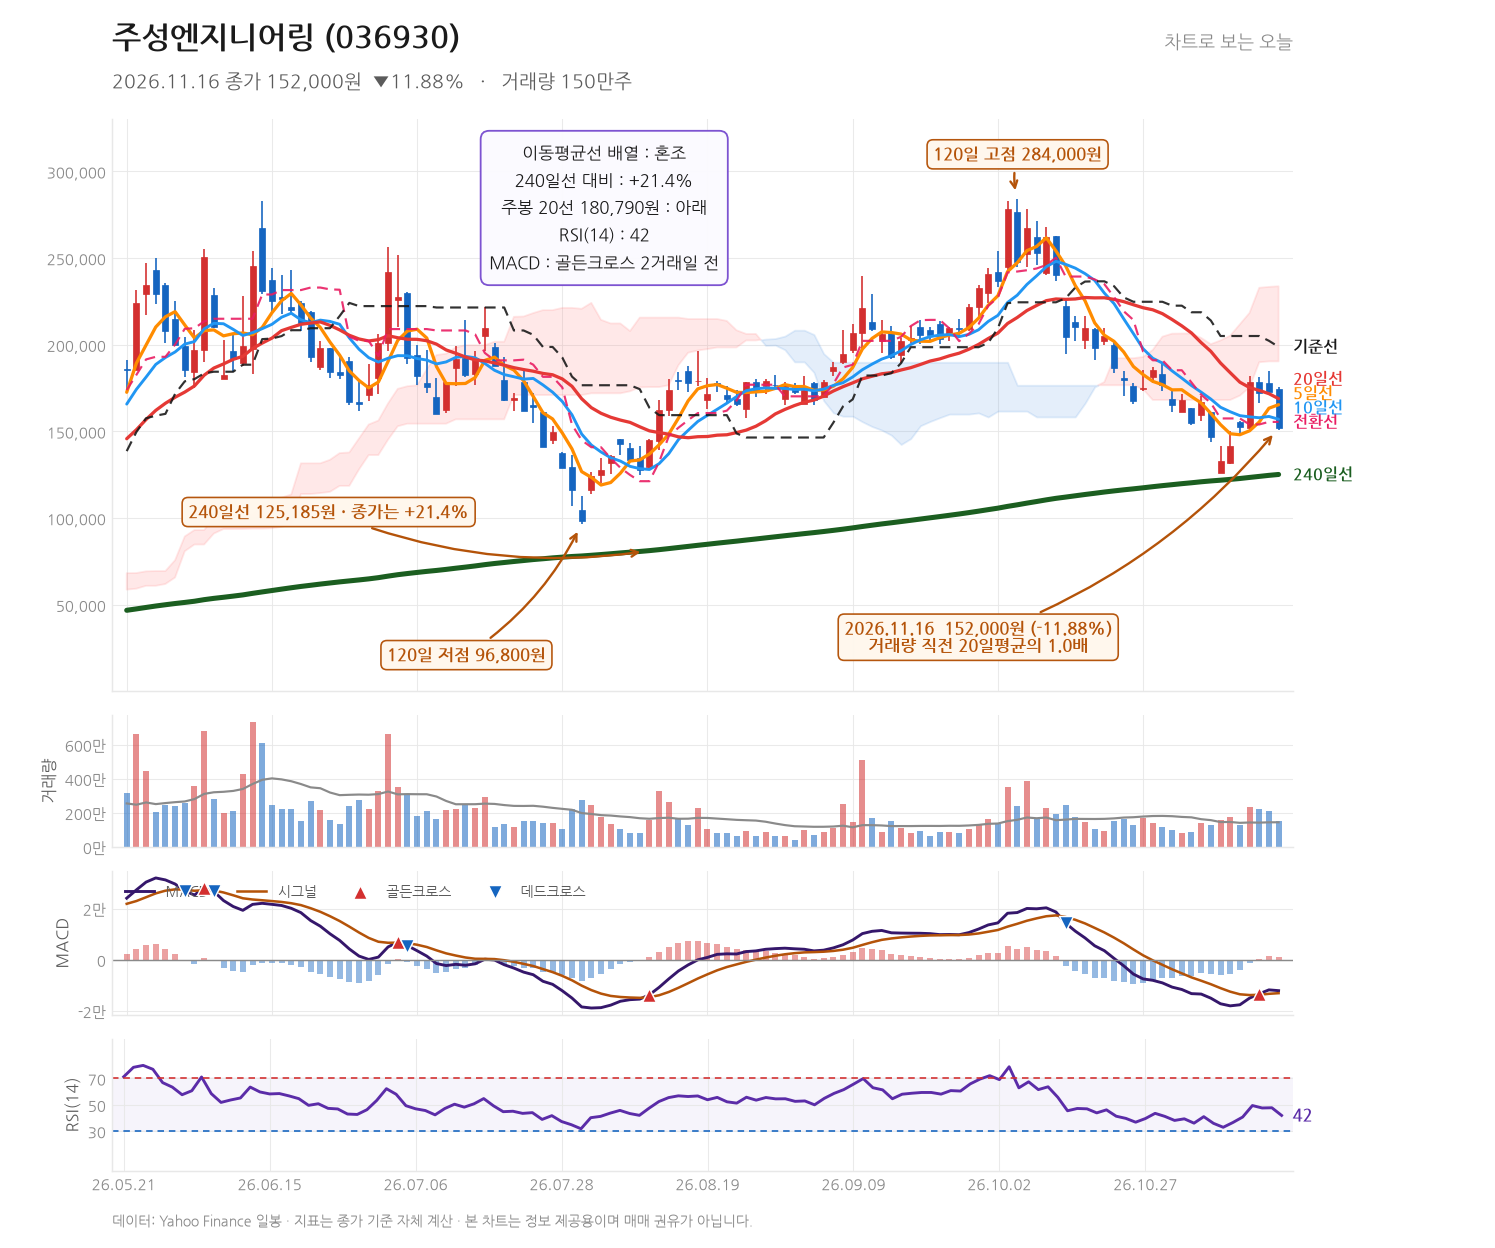 주성엔지니어링 (036930)
차트로 보는 오늘
2026.11.16 종가 152,000원 ▼11.88% · 거래량 150만주
이동평균선 배열 : 혼조
240일선 대비 : +21.4%
주봉 20선 180,790원 : 아래
RSI(14) : 42
MACD : 골든크로스 2거래일 전
120일 고점 284,000원
300,000
250,000
200,000
150,000
100,000
50,000
기준선
20일선
5일선
10일선
전환선
240일선
240일선 125,185원 · 종가는 +21.4%
120일 저점 96,800원
2026.11.16 152,000원 (-11.88%)
거래량 직전 20일평균의 1.0배
거래량
600만
400만
200만
0만
MACD
MACD
시그널
골든크로스
데드크로스
2만
0
-2만
RSI(14)
70
50
30
42
26.05.21
26.06.15
26.07.06
26.07.28
26.08.19
26.09.09
26.10.02
26.10.27
데이터: Yahoo Finance 일봉 · 지표는 종가 기준 자체 계산 · 본 차트는 정보 제공용이며 매매 권유가 아닙니다.